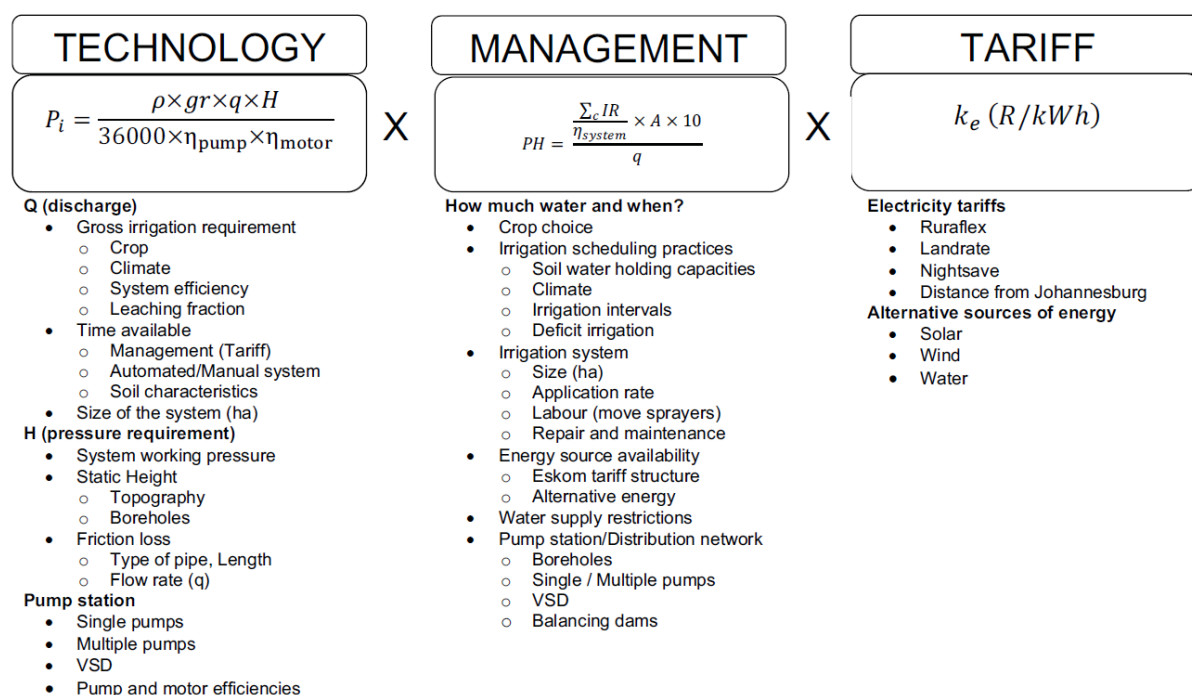 TECHNOLOGY
P_i = (ρ×gr×q×H) / (36000×η_pump×η_motor)
Q (discharge)
• Gross irrigation requirement
o Crop
o Climate
o System efficiency
o Leaching fraction
• Time available
o Management (Tariff)
o Automated/Manual system
o Soil characteristics
• Size of the system (ha)
H (pressure requirement)
• System working pressure
• Static Height
o Topography
o Boreholes
• Friction loss
o Type of pipe, Length
o Flow rate (q)
Pump station
• Single pumps
• Multiple pumps
• VSD
• Pump and motor efficiencies
X
MANAGEMENT
PH = ((∑_c IR / η_system) × A × 10) / q
How much water and when?
• Crop choice
• Irrigation scheduling practices
o Soil water holding capacities
o Climate
o Irrigation intervals
o Deficit irrigation
• Irrigation system
o Size (ha)
o Application rate
o Labour (move sprayers)
o Repair and maintenance
• Energy source availability
o Eskom tariff structure
o Alternative energy
• Water supply restrictions
• Pump station/Distribution network
o Boreholes
o Single / Multiple pumps
o VSD
o Balancing dams
X
TARIFF
k_e (R/kWh)
Electricity tariffs
• Ruraflex
• Landrate
• Nightsave
• Distance from Johannesburg
Alternative sources of energy
• Solar
• Wind
• Water